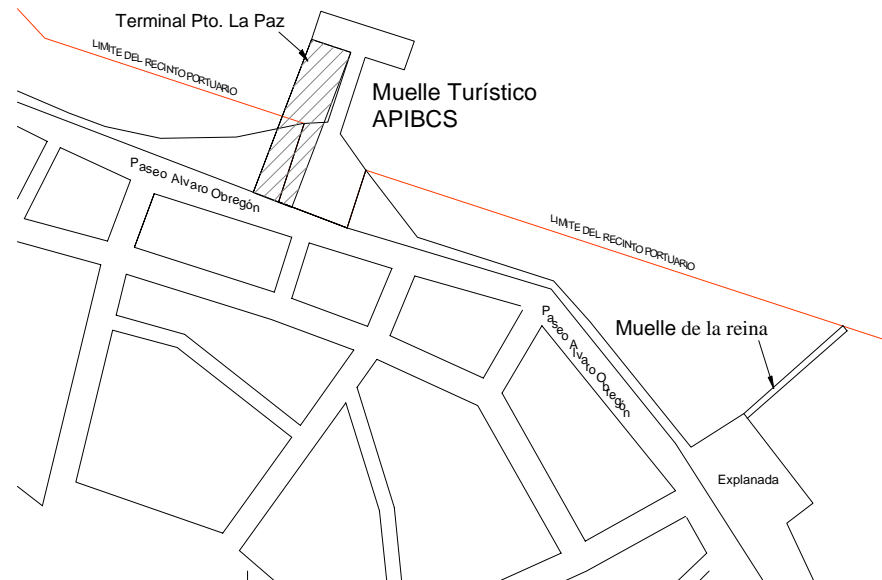 Terminal Pto. La Paz
LIMITE DEL RECINTO PORTUARIO
Muelle Turístico
APIBCS
Paseo Alvaro Obregón
LIMITE DEL RECINTO PORTUARIO
Paseo Alvaro Obregón
Muelle de la reina
Explanada